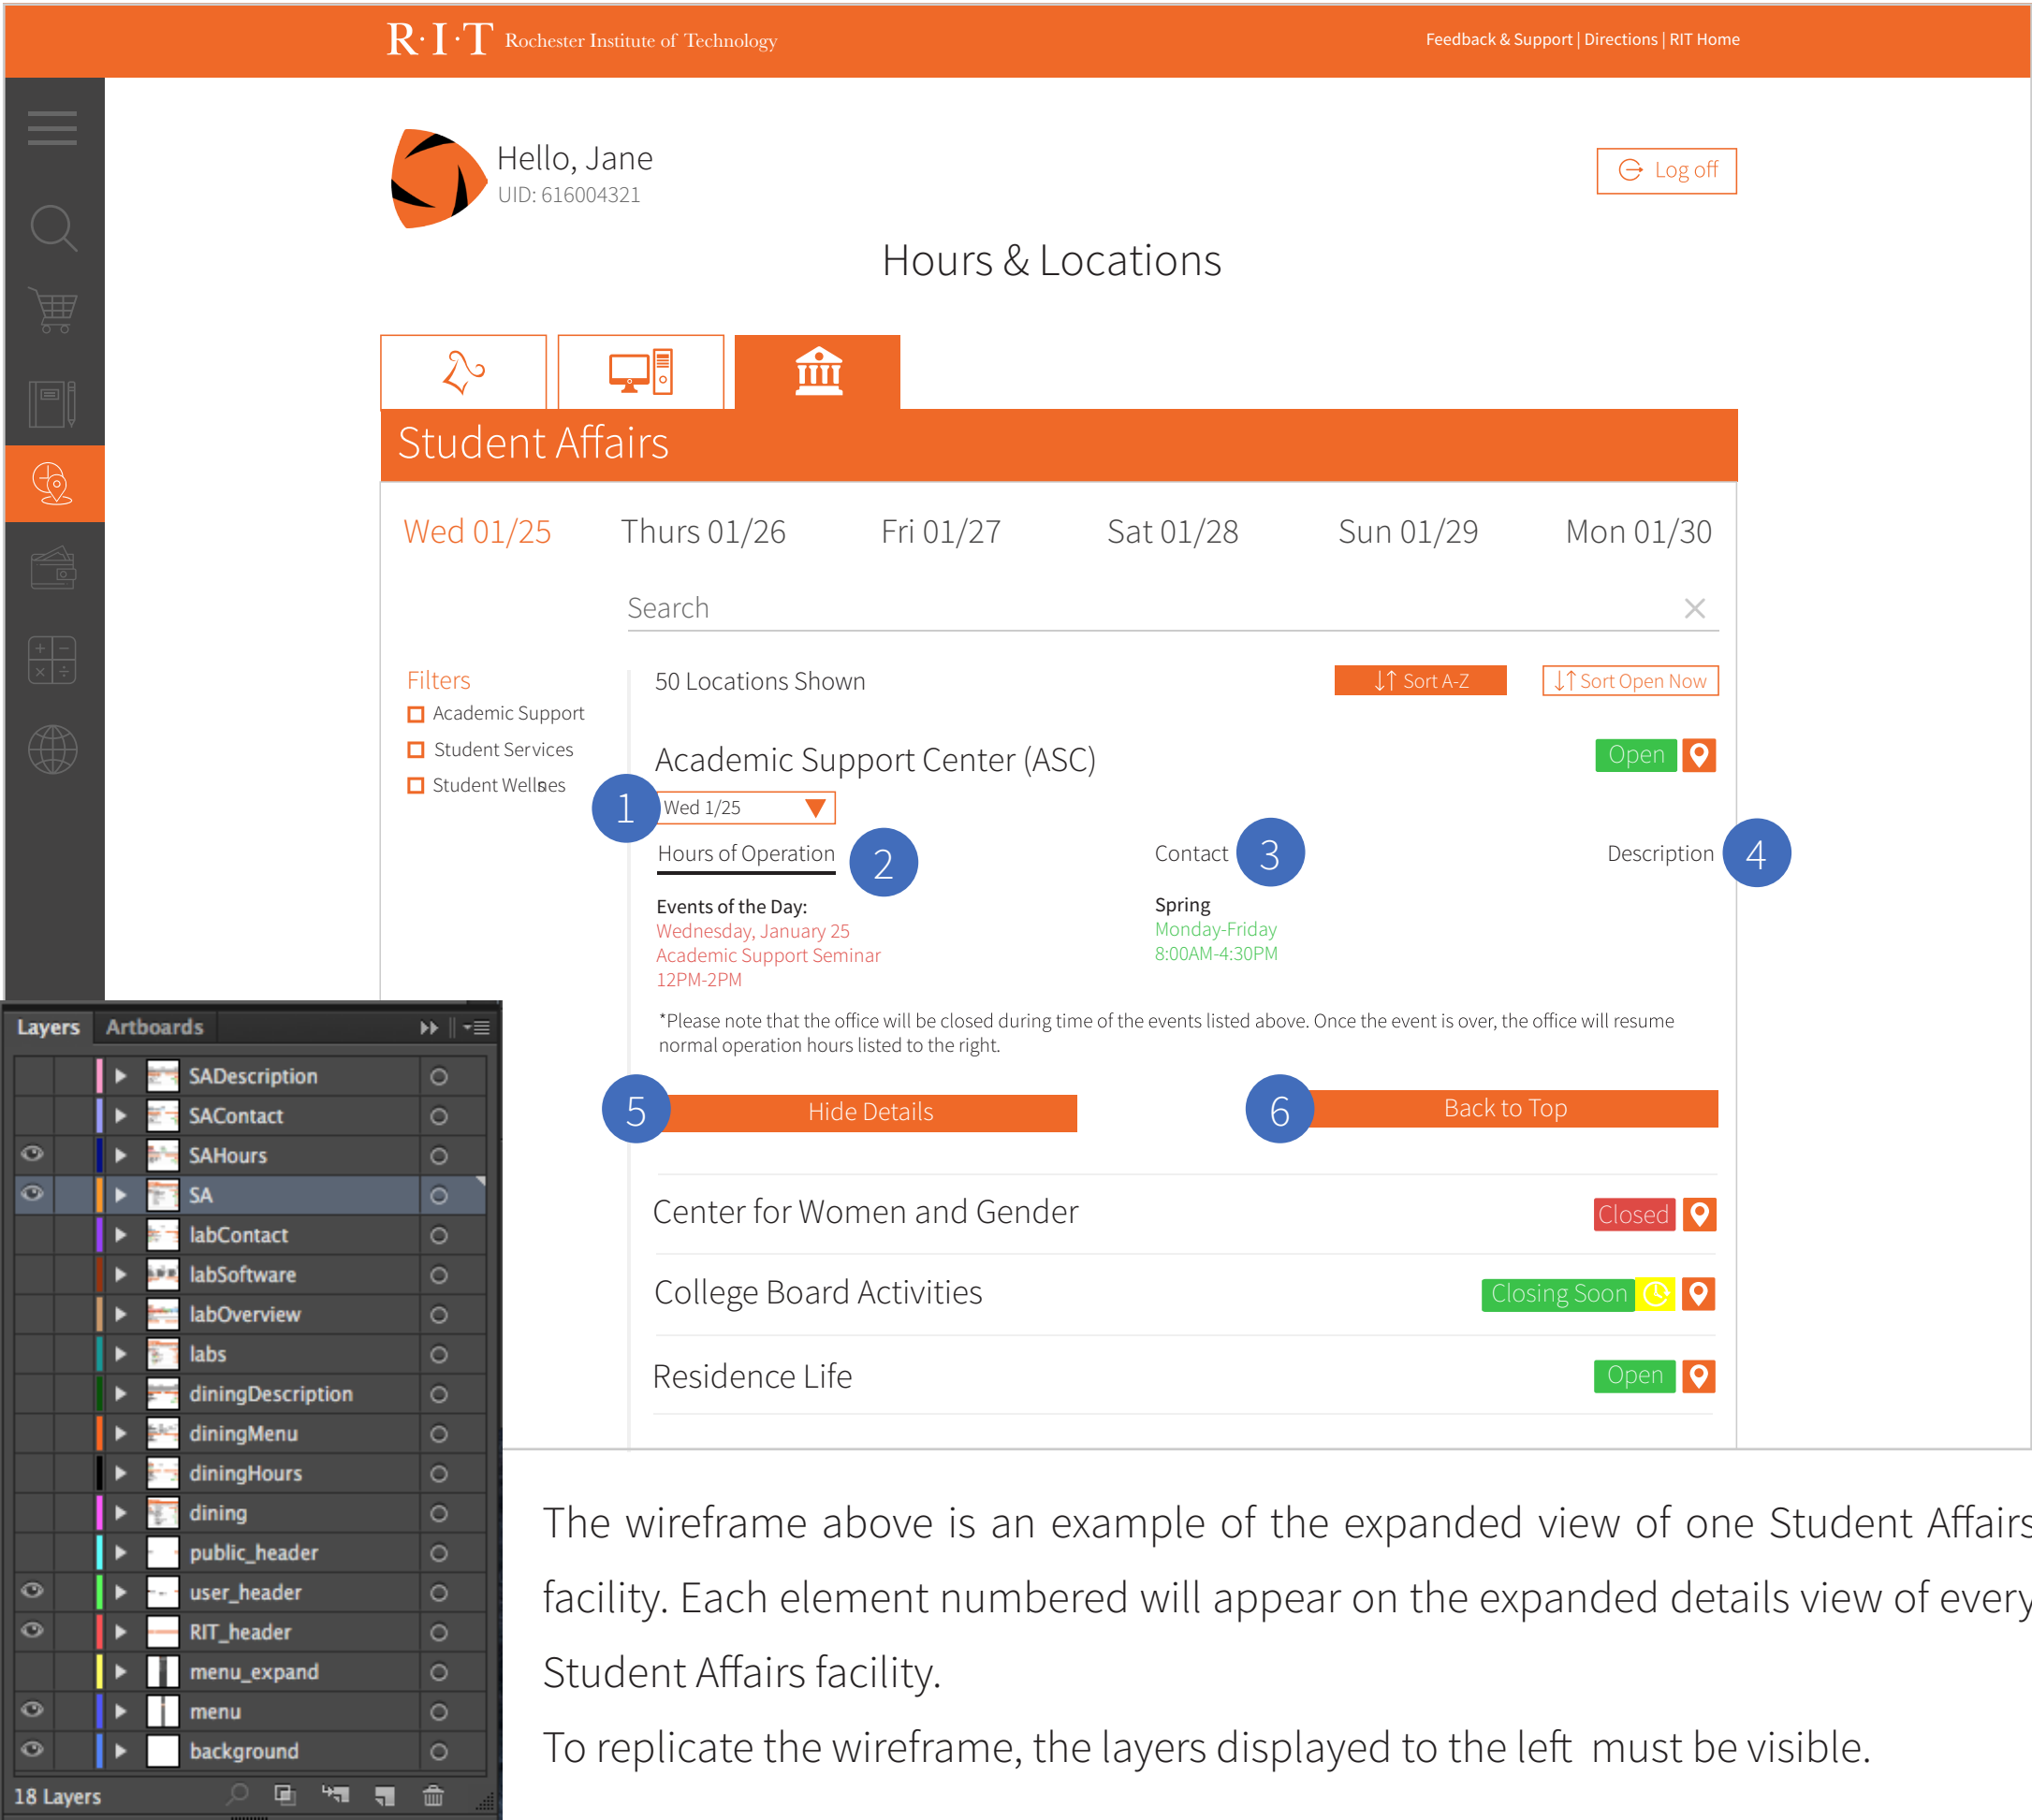 R·I·T Rochester Institute of Technology
Feedback & Support | Directions | RIT Home
Hello, Jane
UID: 616004321
Log off
Hours & Locations
Student Affairs
Wed 01/25 Thurs 01/26 Fri 01/27 Sat 01/28 Sun 01/29 Mon 01/30
Search
Filters
Academic Support
Student Services
Student Wellnes
50 Locations Shown
↓↑ Sort A-Z
↓↑ Sort Open Now
Academic Support Center (ASC)
Open
1
Wed 1/25
Hours of Operation
2
Contact
3
Description
4
Events of the Day:
Wednesday, January 25
Academic Support Seminar
12PM-2PM
Spring
Monday-Friday
8:00AM-4:30PM
*Please note that the office will be closed during time of the events listed above. Once the event is over, the office will resume
normal operation hours listed to the right.
5
Hide Details
6
Back to Top
Center for Women and Gender
Closed
College Board Activities
Closing Soon
Residence Life
Open
Layers Artboards
SADescription
SAContact
SAHours
SA
labContact
labSoftware
labOverview
labs
diningDescription
diningMenu
diningHours
dining
public_header
user_header
RIT_header
menu_expand
menu
background
18 Layers
The wireframe above is an example of the expanded view of one Student Affairs
facility. Each element numbered will appear on the expanded details view of every
Student Affairs facility.
To replicate the wireframe, the layers displayed to the left must be visible.